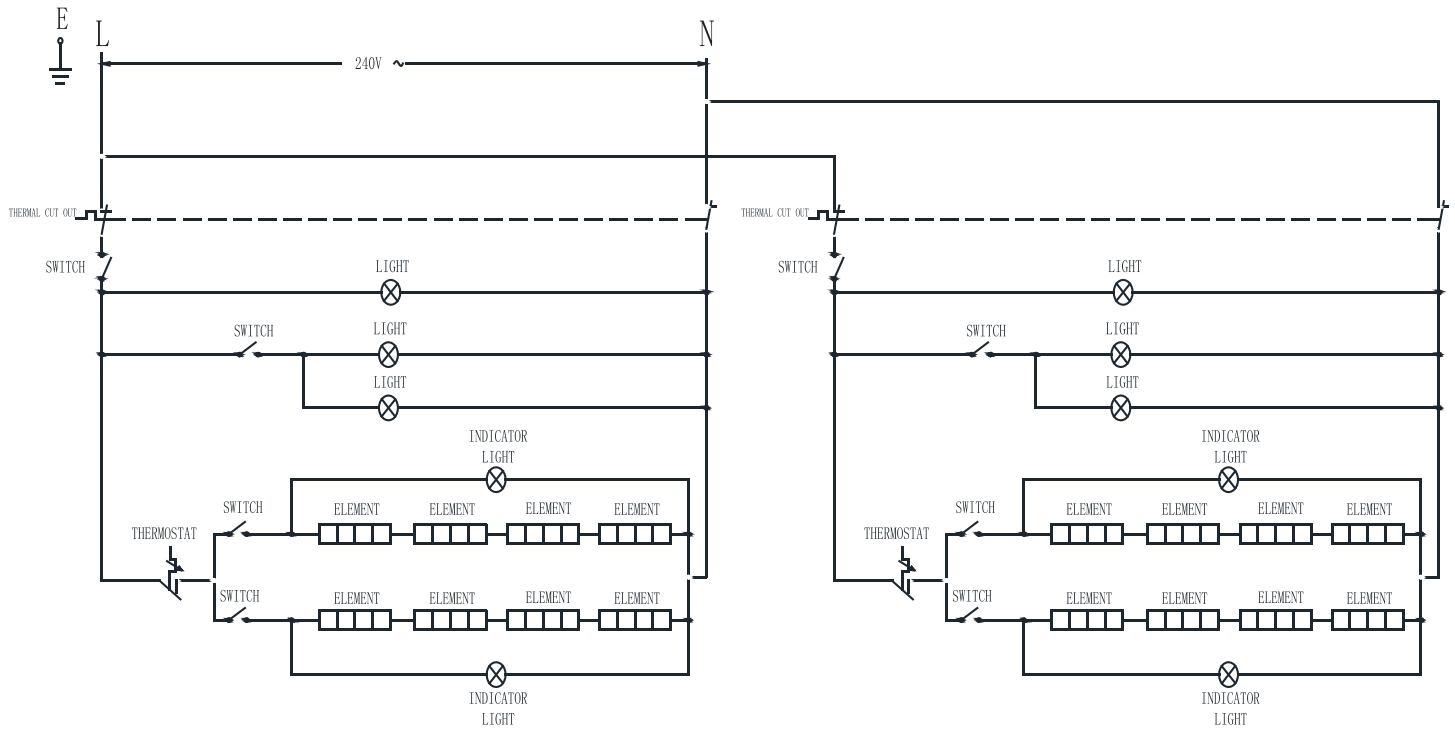 E
L
N
240V ~
THERMAL CUT OUT
THERMAL CUT OUT
SWITCH
LIGHT
SWITCH
LIGHT
SWITCH
LIGHT
SWITCH
LIGHT
LIGHT
LIGHT
INDICATOR
LIGHT
INDICATOR
LIGHT
SWITCH
ELEMENT
ELEMENT
ELEMENT
ELEMENT
SWITCH
ELEMENT
ELEMENT
ELEMENT
ELEMENT
THERMOSTAT
THERMOSTAT
SWITCH
ELEMENT
ELEMENT
ELEMENT
ELEMENT
SWITCH
ELEMENT
ELEMENT
ELEMENT
ELEMENT
INDICATOR
LIGHT
INDICATOR
LIGHT